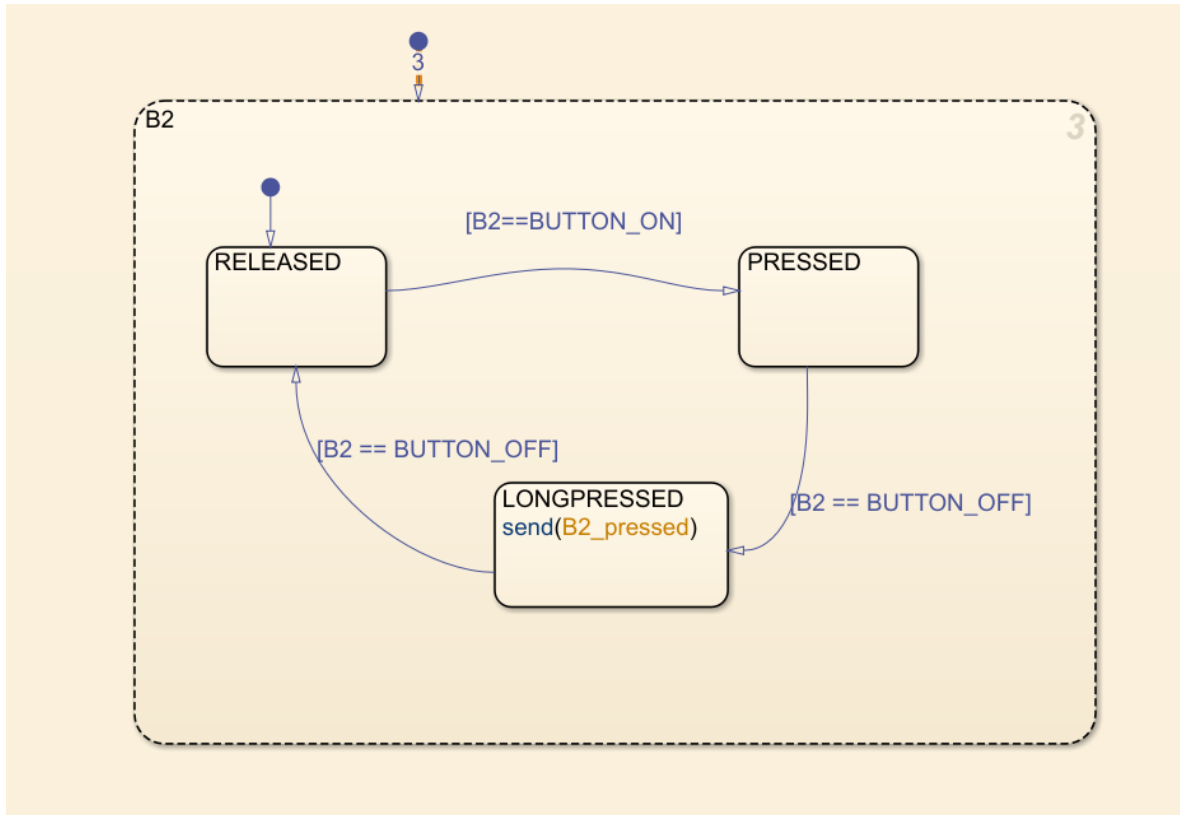 3
B2
3
[B2==BUTTON_ON]
RELEASED
PRESSED
[B2 == BUTTON_OFF]
LONGPRESSED
[B2 == BUTTON_OFF]
send(B2_pressed)